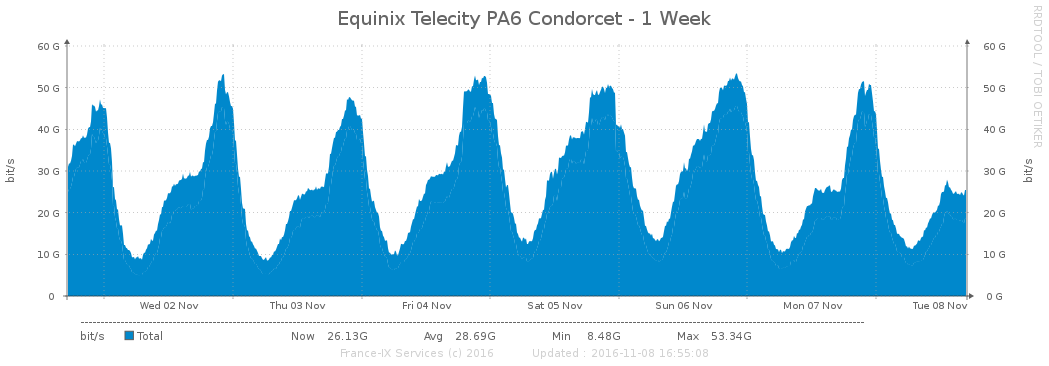 Equinix Telecity PA6 Condorcet - 1 Week
RRDTOOL / TOBI OETIKER
60 G 60 G
50 G 50 G
40 G 40 G
30 G 30 G
20 G 20 G
10 G 10 G
0 0 G
bit/s
bit/s
Wed 02 Nov Thu 03 Nov Fri 04 Nov Sat 05 Nov Sun 06 Nov Mon 07 Nov Tue 08 Nov
bit/s Total Now 26.13G Avg 28.69G Min 8.48G Max 53.34G
France-IX Services (c) 2016 Updated : 2016-11-08 16:55:08